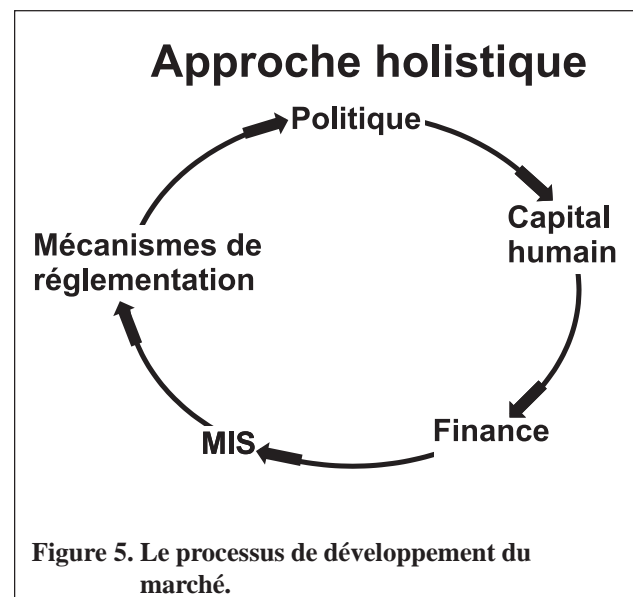 Approche holistique
Politique
Capital
humain
Finance
MIS
Mécanismes de
réglementation
Figure 5. Le processus de développement du
marché.